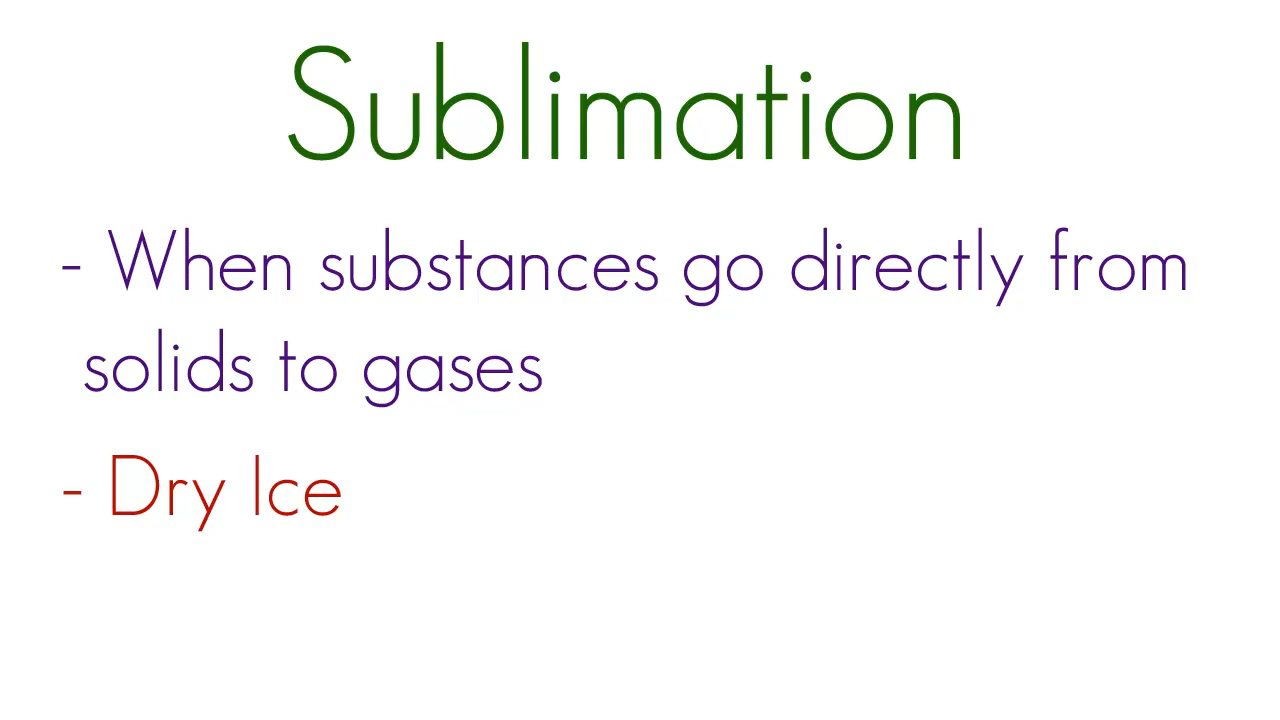 Sublimation
- When substances go directly from
solids to gases
- Dry Ice